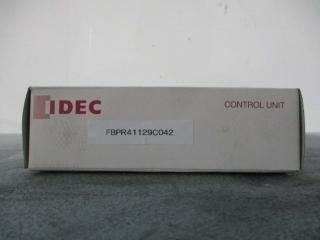 IDEC
CONTROL UNIT
FBPR41129C042